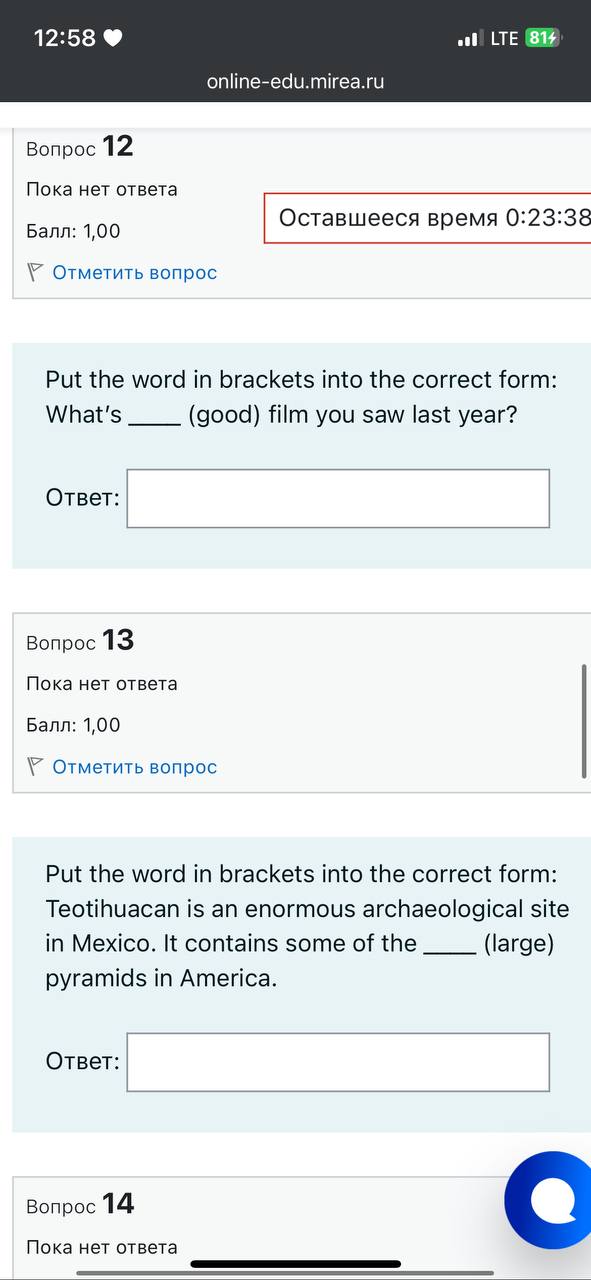 12:58
LTE 81
online-edu.mirea.ru
Вопрос 12
Пока нет ответа
Оставшееся время 0:23:38
Балл: 1,00
Отметить вопрос
Put the word in brackets into the correct form:
What’s ____ (good) film you saw last year?
Ответ:
Вопрос 13
Пока нет ответа
Балл: 1,00
Отметить вопрос
Put the word in brackets into the correct form:
Teotihuacan is an enormous archaeological site
in Mexico. It contains some of the ____ (large)
pyramids in America.
Ответ:
Вопрос 14
Пока нет ответа